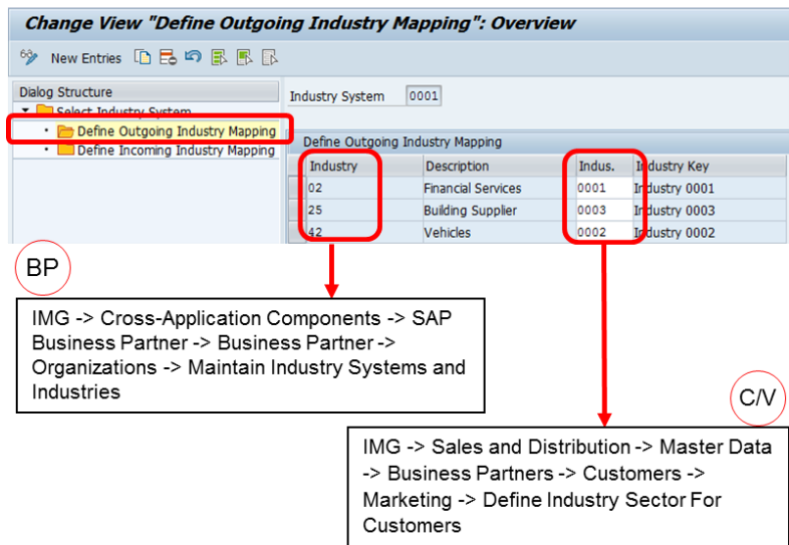 Change View "Define Outgoing Industry Mapping": Overview
New Entries
Dialog Structure
Select Industry System
Define Outgoing Industry Mapping
Define Incoming Industry Mapping
Industry System 0001
Define Outgoing Industry Mapping
Industry Description Indus. Industry Key
02 Financial Services 0001 Industry 0001
25 Building Supplier 0003 Industry 0003
42 Vehicles 0002 Industry 0002
BP
IMG -> Cross-Application Components -> SAP
Business Partner -> Business Partner ->
Organizations -> Maintain Industry Systems and
Industries
C/V
IMG -> Sales and Distribution -> Master Data
-> Business Partners -> Customers ->
Marketing -> Define Industry Sector For
Customers